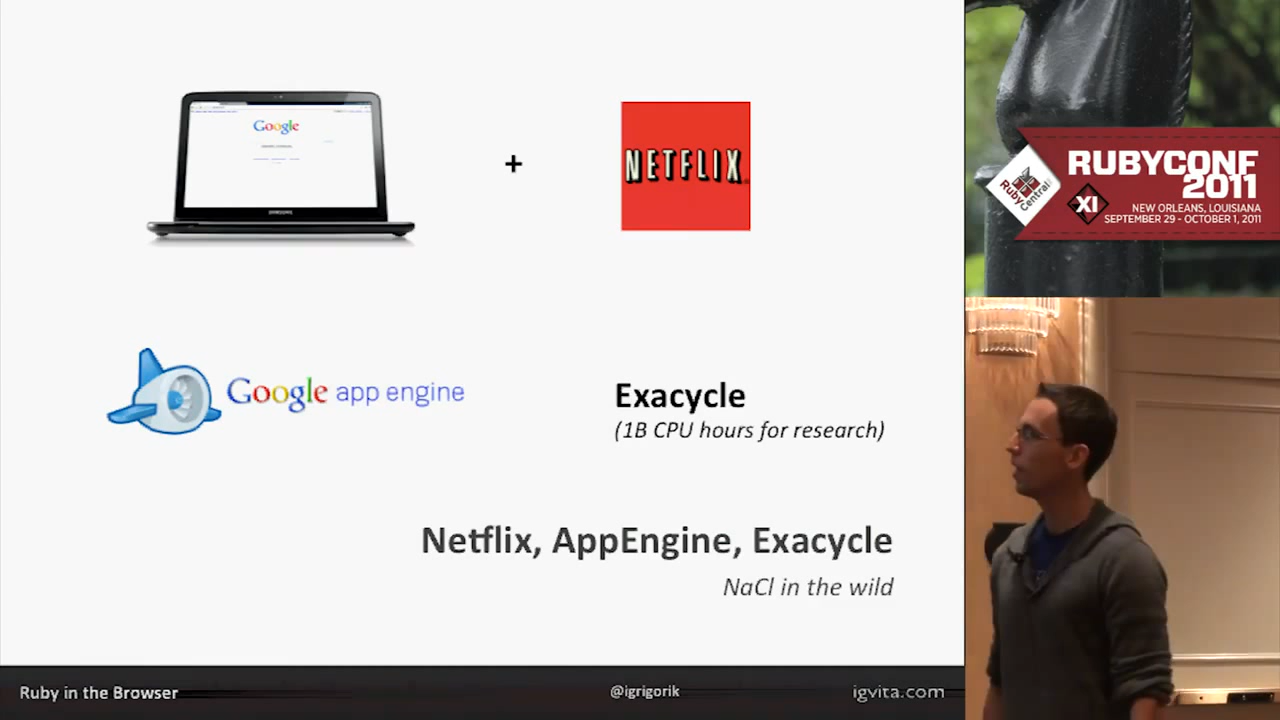 Google
SAMSUNG
+
NETFLIX
Google app engine
Exacycle
(1B CPU hours for research)
Netflix, AppEngine, Exacycle
NaCl in the wild
Ruby in the Browser
@igrigorik
igvita.com
Ruby Central
RUBYCONF
2011
XI
NEW ORLEANS, LOUISIANA
SEPTEMBER 29 - OCTOBER 1, 2011